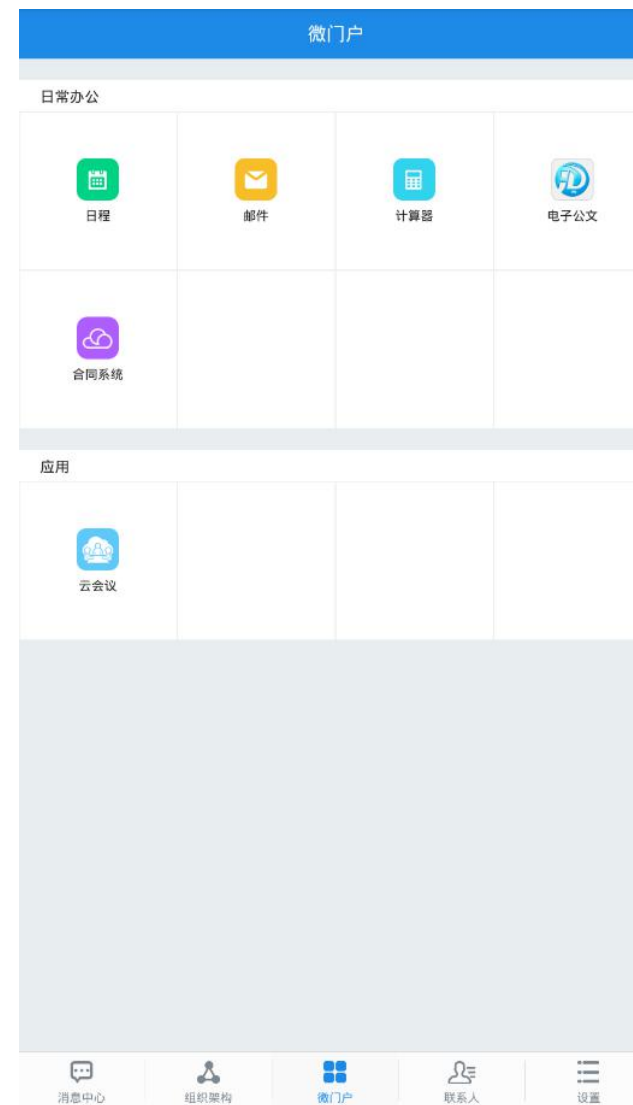 微门户
日常办公
日程 邮件 计算器 电子公文
合同系统
应用
云会议
消息中心 组织架构 微门户 联系人 设置